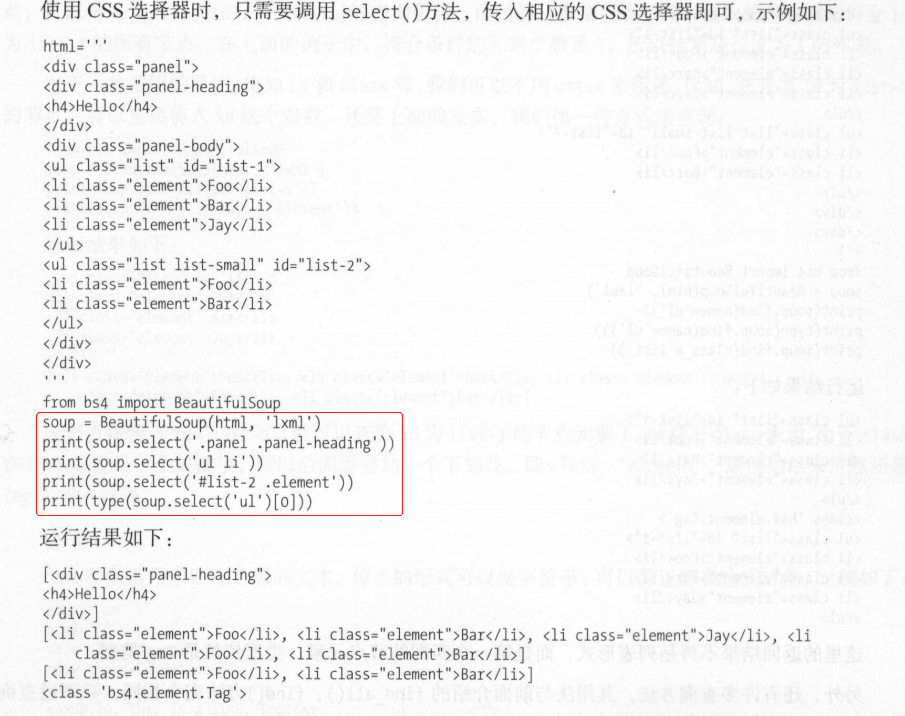 使用 CSS 选择器时，只需要调用 select()方法，传入相应的 CSS 选择器即可，示例如下：
html='''
<div class="panel">
<div class="panel-heading">
<h4>Hello</h4>
</div>
<div class="panel-body">
<ul class="list" id="list-1">
<li class="element">Foo</li>
<li class="element">Bar</li>
<li class="element">Jay</li>
</ul>
<ul class="list list-small" id="list-2">
<li class="element">Foo</li>
<li class="element">Bar</li>
</ul>
</div>
</div>
'''
from bs4 import BeautifulSoup
soup = BeautifulSoup(html, 'lxml')
print(soup.select('.panel .panel-heading'))
print(soup.select('ul li'))
print(soup.select('#list-2 .element'))
print(type(soup.select('ul')[0]))
运行结果如下：
[<div class="panel-heading">
<h4>Hello</h4>
</div>]
[<li class="element">Foo</li>, <li class="element">Bar</li>, <li class="element">Jay</li>, <li
class="element">Foo</li>, <li class="element">Bar</li>]
[<li class="element">Foo</li>, <li class="element">Bar</li>]
<class 'bs4.element.Tag'>